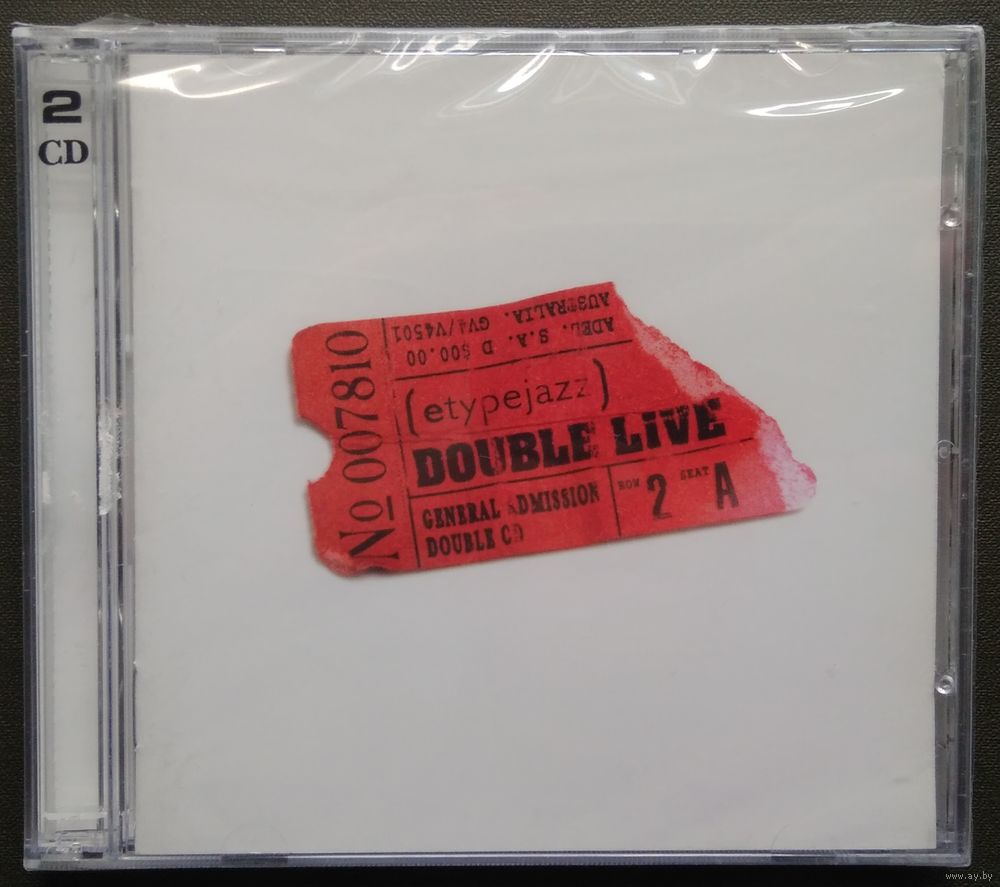 2
CD
No 007810
ADEL. S.A. D $00.00
AUSTRALIA. GV4/V4501
(etypejazz)
DOUBLE LiVE
GENERAL ADMISSION
DOUBLE CD
ROW 2 SEAT A
www.ay.by